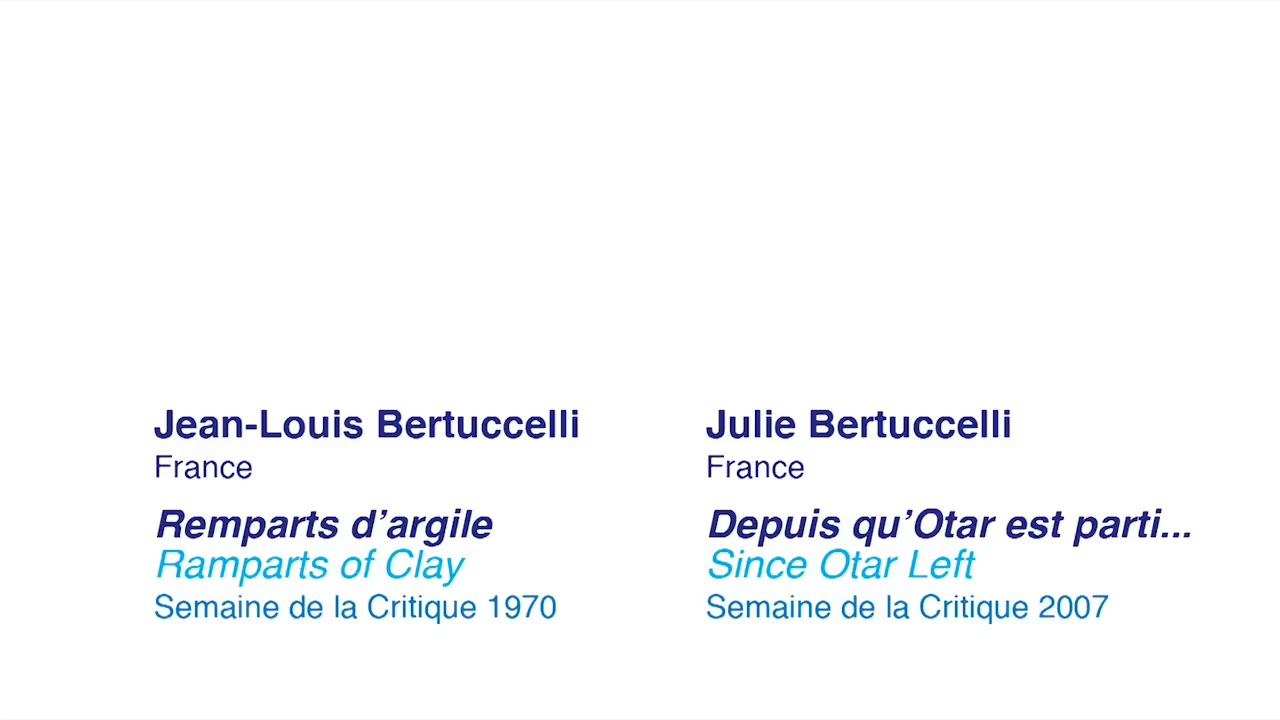 Jean-Louis Bertuccelli
France
Remparts d’argile
Ramparts of Clay
Semaine de la Critique 1970
Julie Bertuccelli
France
Depuis qu’Otar est parti...
Since Otar Left
Semaine de la Critique 2007